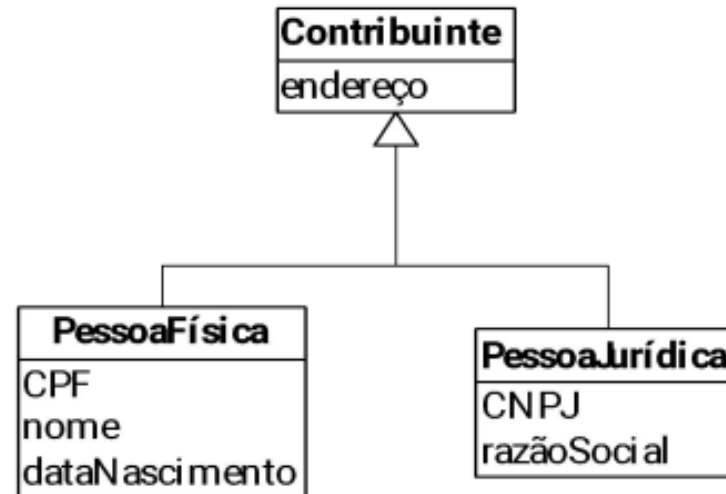 Contribuinte
endereço
PessoaFísica
CPF
nome
dataNascimento
PessoaJurídica
CNPJ
razãoSocial